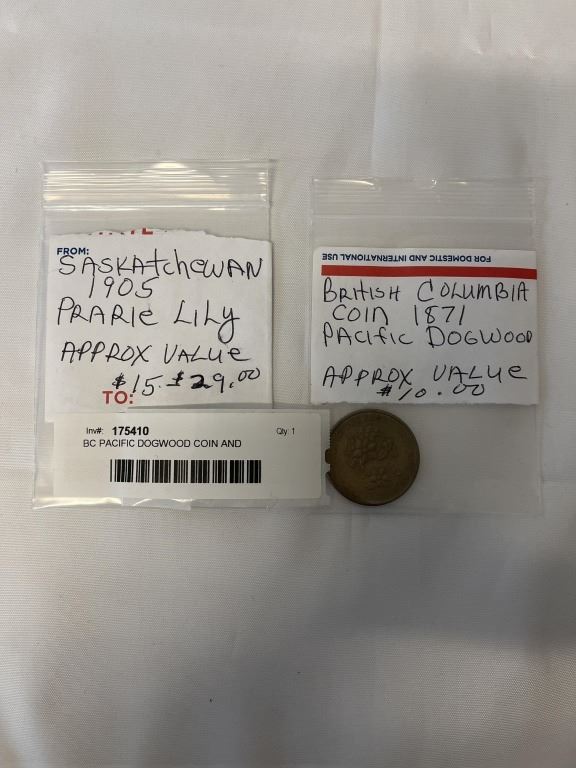 FROM:
SASKATCHEWAN
1905
PRARIE LILY
APPROX VALUE
$15.-$29.00
TO:
FOR DOMESTIC AND INTERNATIONAL USE
BRITISH COLUMBIA
COIN 1871
PACIFIC DOGWOOD
APPROX VALUE
$10.00
Inv#: 175410 Qty: 1
BC PACIFIC DOGWOOD COIN AND